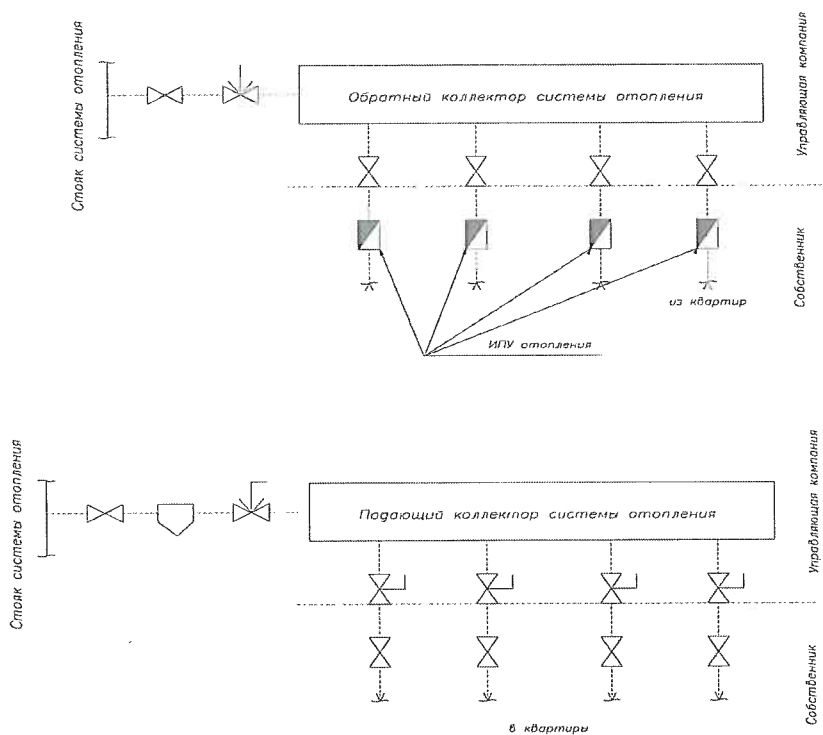 Стояк системы отопления
Обратный коллектор системы отопления
Управляющая компания
Собственник
из квартир
ИПУ отопления
Стояк системы отопления
Подающий коллектор системы отопления
Управляющая компания
Собственник
в квартиры